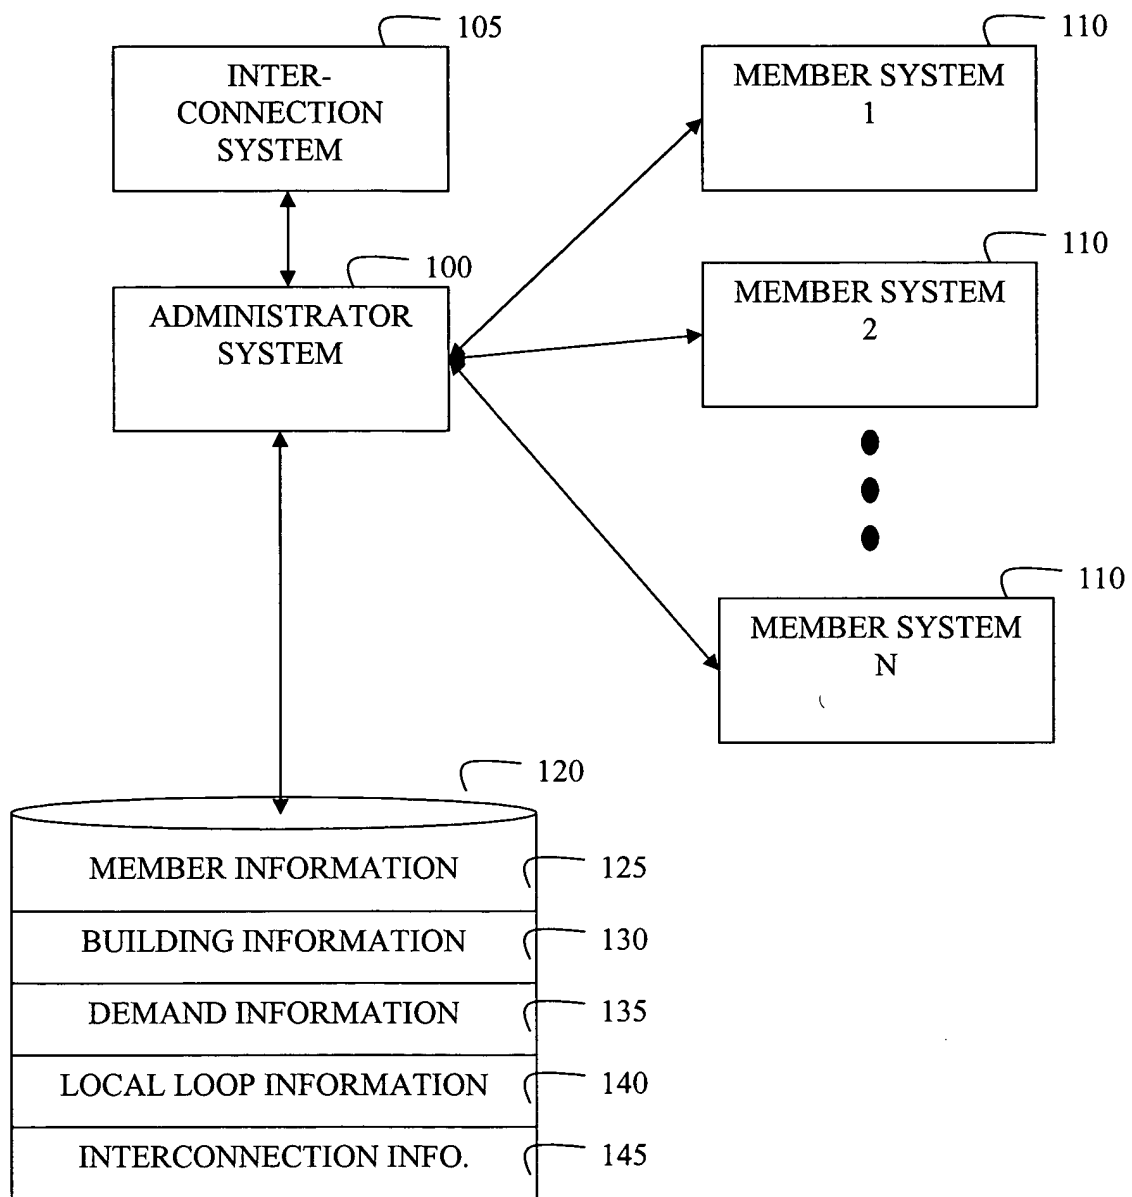 105
INTER-
CONNECTION
SYSTEM
110
MEMBER SYSTEM
1
100
ADMINISTRATOR
SYSTEM
110
MEMBER SYSTEM
2
110
MEMBER SYSTEM
N
120
MEMBER INFORMATION
125
BUILDING INFORMATION
130
DEMAND INFORMATION
135
LOCAL LOOP INFORMATION
140
INTERCONNECTION INFO.
145